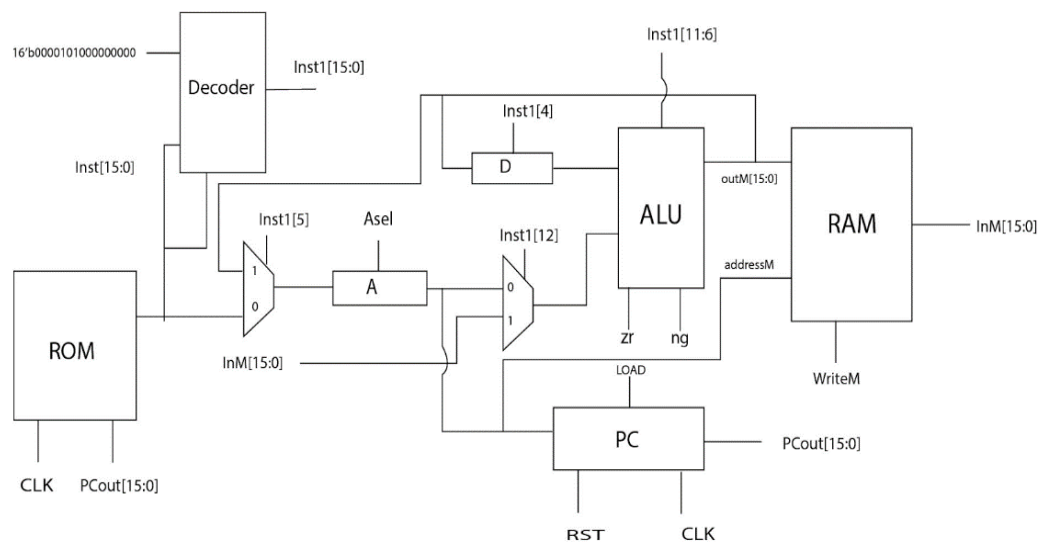 16'b0000101000000000
Decoder
Inst1[15:0]
Inst1[11:6]
Inst[15:0]
Inst1[4]
D
outM[15:0]
ALU
RAM
InM[15:0]
Inst1[5]
Asel
Inst1[12]
1
0
A
0
1
addressM
ROM
zr
ng
InM[15:0]
LOAD
WriteM
PC
PCout[15:0]
CLK
PCout[15:0]
RST
CLK